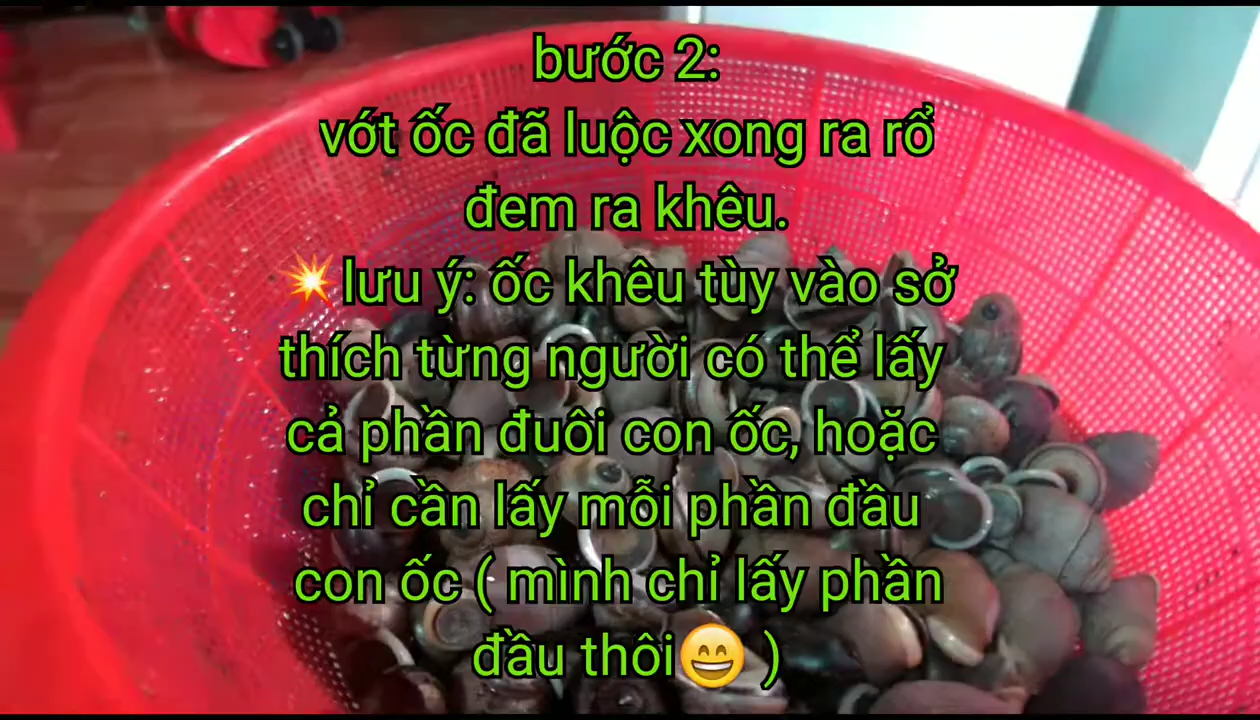 bước 2:
vớt ốc đã luộc xong ra rổ
đem ra khêu.
💥lưu ý: ốc khêu tùy vào sở
thích từng người có thể lấy
cả phần đuôi con ốc, hoặc
chỉ cần lấy mỗi phần đầu
con ốc ( mình chỉ lấy phần
đầu thôi😄 )